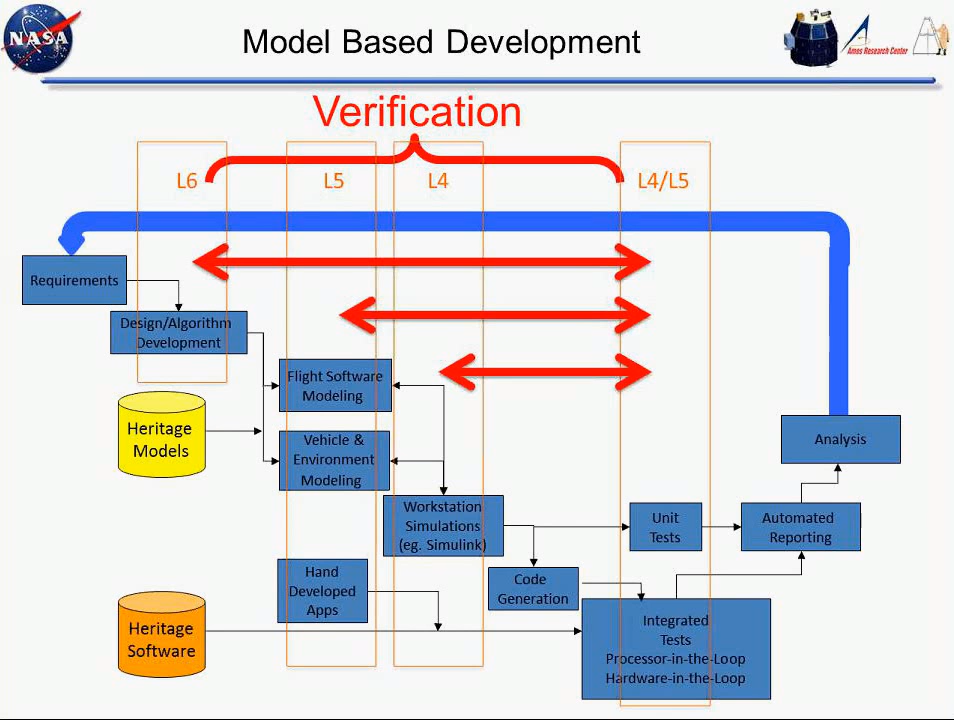 NASA
Model Based Development
Ames Research Center
Verification
L6
L5
L4
L4/L5
Requirements
Design/Algorithm
Development
Flight Software
Modeling
Heritage
Models
Vehicle &
Environment
Modeling
Analysis
Workstation
Simulations
(eg. Simulink)
Unit
Tests
Automated
Reporting
Hand
Developed
Apps
Code
Generation
Heritage
Software
Integrated
Tests
Processor-in-the-Loop
Hardware-in-the-Loop